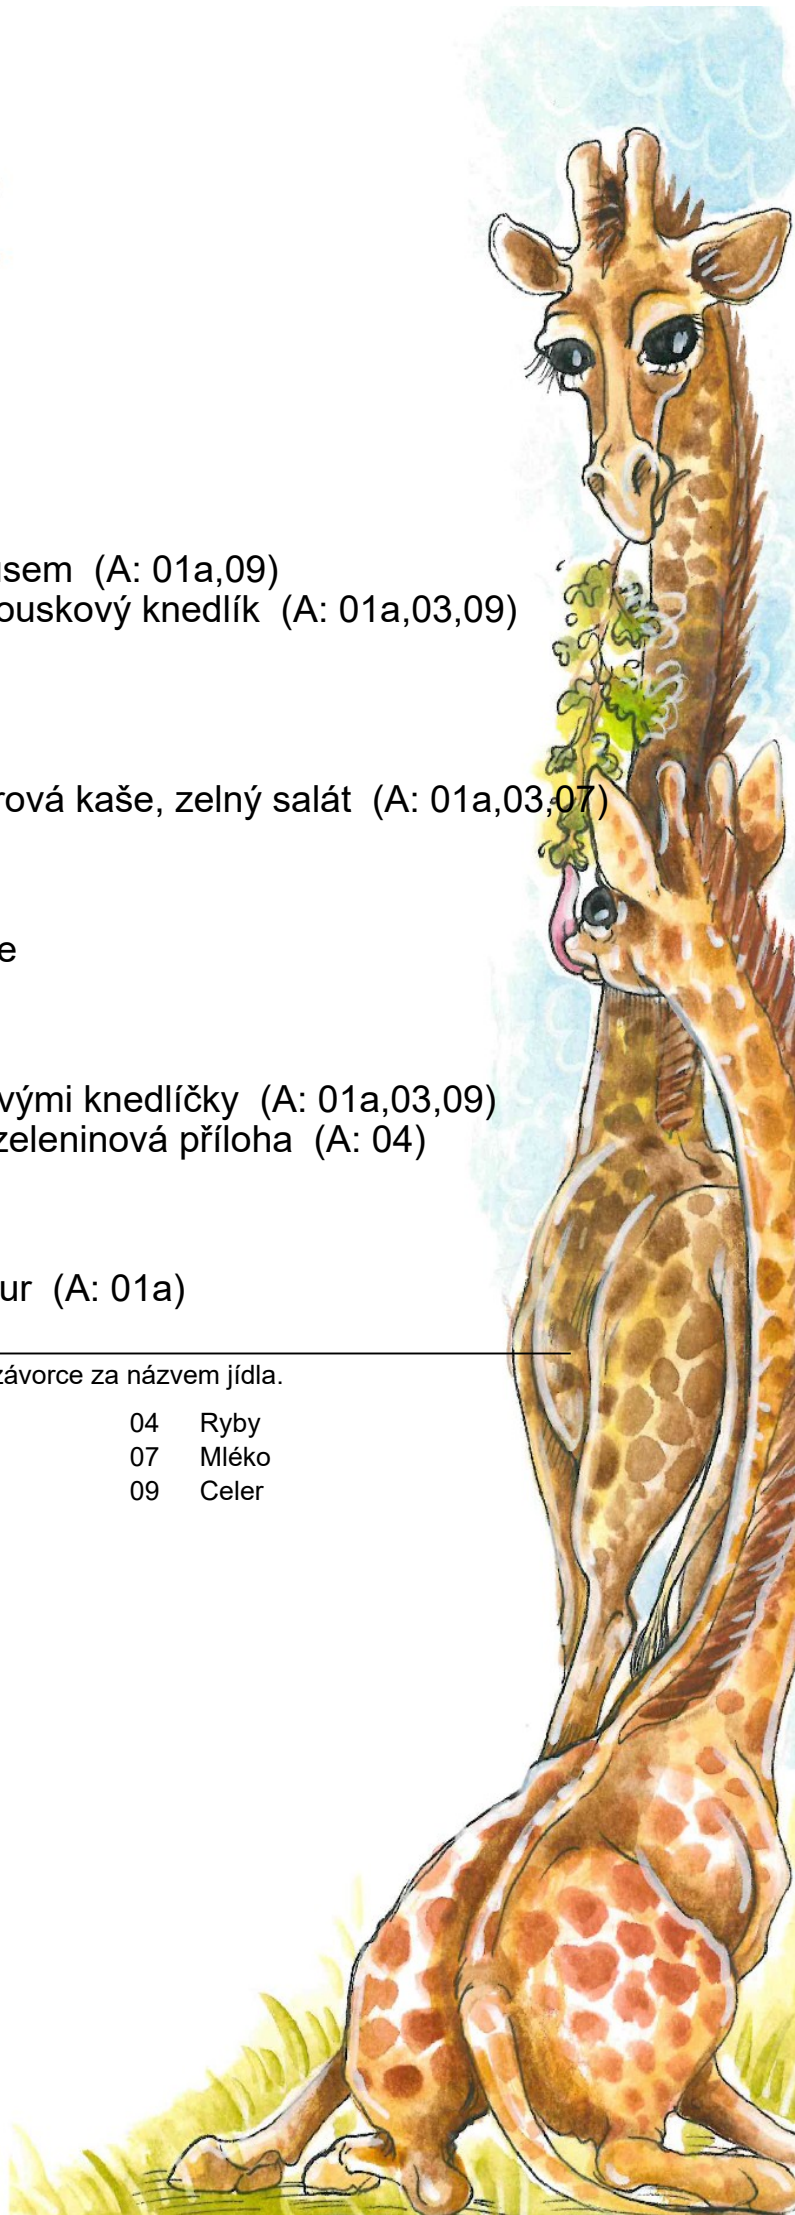 usem (A: 01a,09)
ouskový knedlík (A: 01a,03,09)
rová kaše, zelný salát (A: 01a,03,07)
e
vými knedlíčky (A: 01a,03,09)
zeleninová příloha (A: 04)
ur (A: 01a)
závorce za názvem jídla.
04 Ryby
07 Mléko
09 Celer